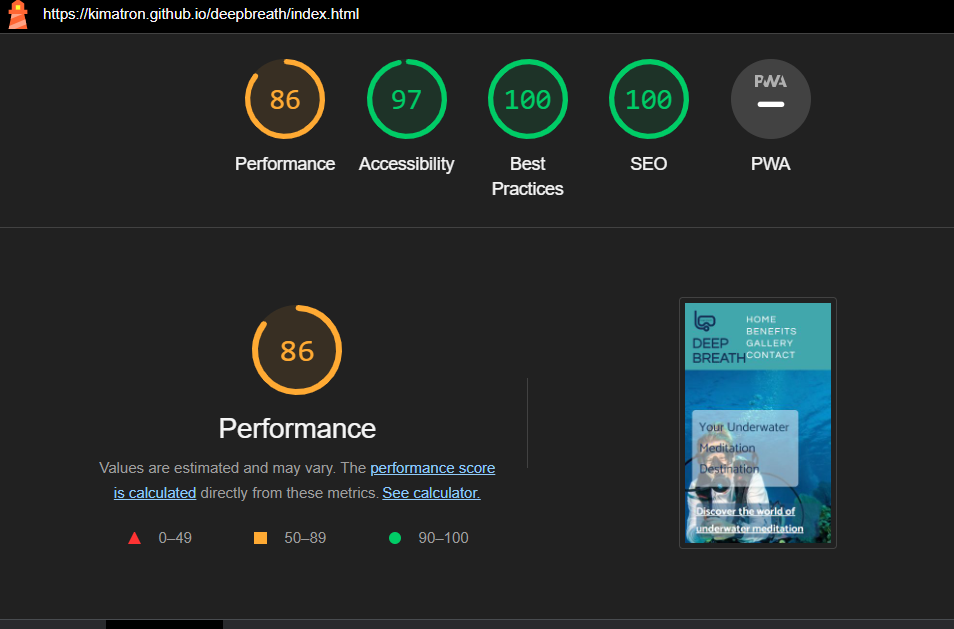 https://kimatron.github.io/deepbreath/index.html
86
97
100
100
PWA
Performance
Accessibility
Best
Practices
SEO
PWA
86
Performance
Values are estimated and may vary. The performance score
is calculated directly from these metrics. See calculator.
0–49
50–89
90–100
DEEP
BREATH
HOME
BENEFITS
GALLERY
CONTACT
Your Underwater
Meditation
Destination
Discover the world of
underwater meditation